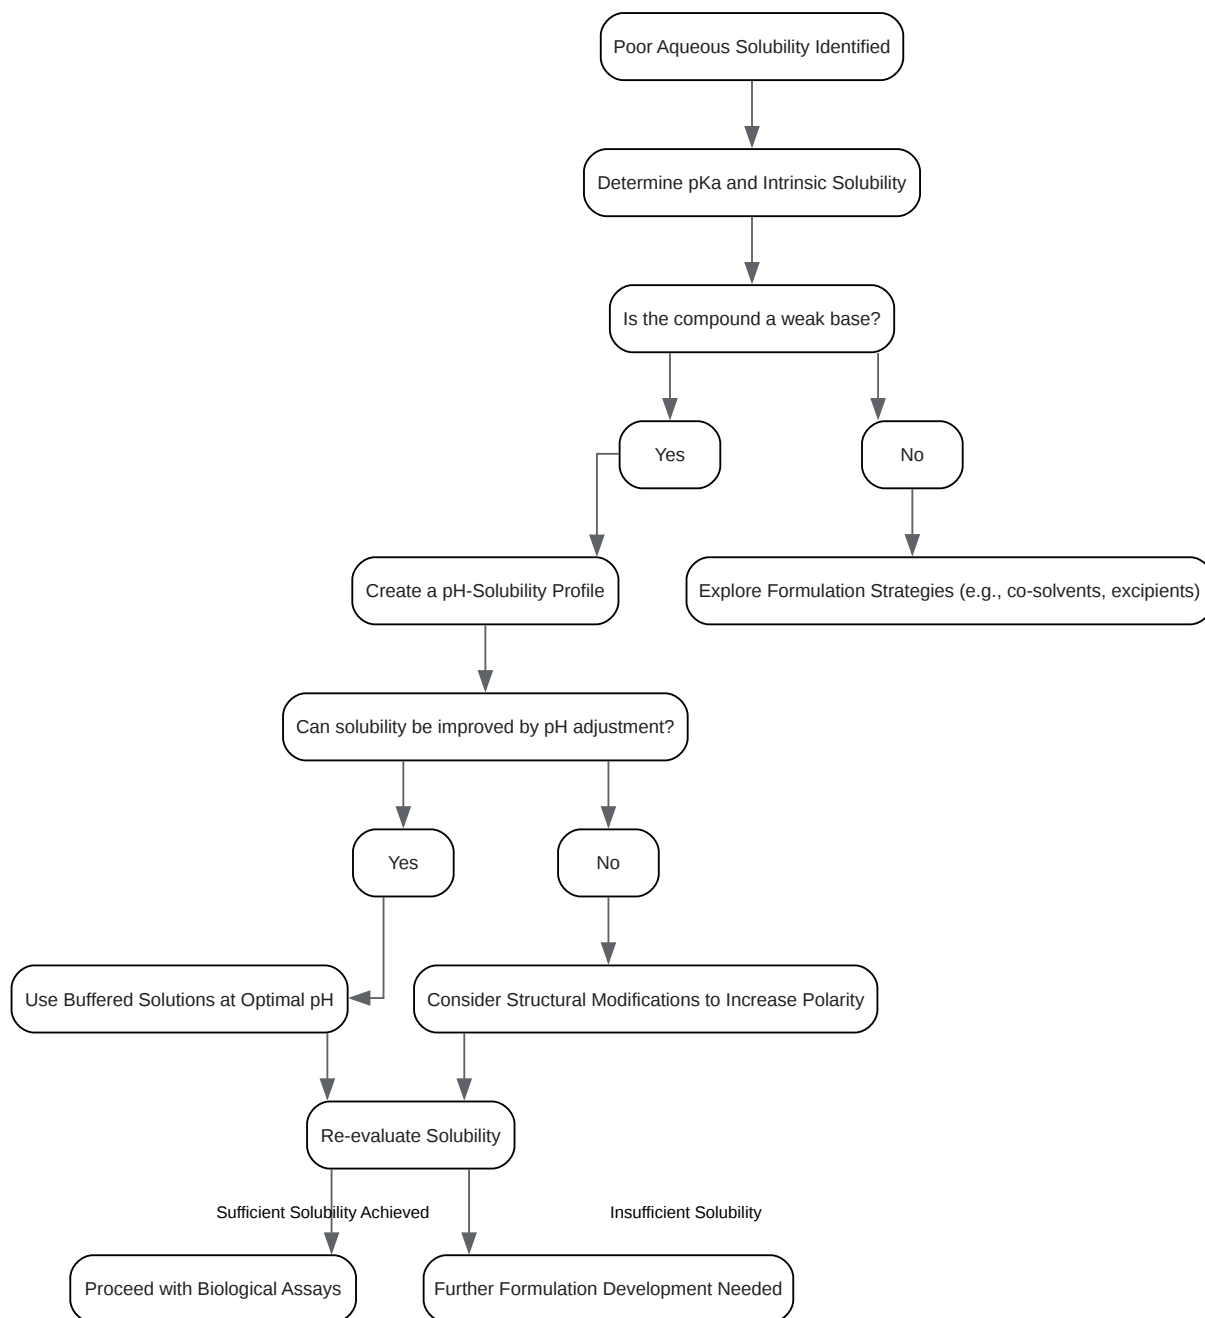 Poor Aqueous Solubility Identified
Determine pKa and Intrinsic Solubility
Is the compound a weak base?
Yes
No
Create a pH-Solubility Profile
Explore Formulation Strategies (e.g., co-solvents, excipients)
Can solubility be improved by pH adjustment?
Yes
No
Use Buffered Solutions at Optimal pH
Consider Structural Modifications to Increase Polarity
Re-evaluate Solubility
Sufficient Solubility Achieved
Insufficient Solubility
Proceed with Biological Assays
Further Formulation Development Needed